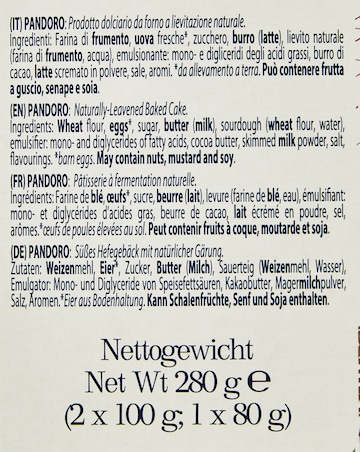 (IT) PANDORO: Prodotto dolciario da forno a lievitazione naturale.
Ingredienti: Farina di frumento, uova fresche*, zucchero, burro (latte), lievito naturale
(farina di frumento, acqua), emulsionante: mono- e digliceridi degli acidi grassi, burro di
cacao, latte scremato in polvere, sale, aromi. *da allevamento a terra. Può contenere frutta
a guscio, senape e soia.
(EN) PANDORO: Naturally-Leavened Baked Cake.
Ingredients: Wheat flour, eggs*, sugar, butter (milk), sourdough (wheat flour, water),
emulsifier: mono- and diglycerides of fatty acids, cocoa butter, skimmed milk powder, salt,
flavourings. *barn eggs. May contain nuts, mustard and soy.
(FR) PANDORO: Pâtisserie à fermentation naturelle.
Ingrédients: Farine de blé, œufs*, sucre, beurre (lait), levure (farine de blé, eau), émulsifiant:
mono- et diglycérides d'acides gras, beurre de cacao, lait écrémé en poudre, sel,
arômes.*œufs de poules élevées au sol. Peut contenir fruits à coque, moutarde et soja.
(DE) PANDORO: Süßes Hefegebäck mit natürlicher Gärung.
Zutaten: Weizenmehl, Eier*, Zucker, Butter (Milch), Sauerteig (Weizenmehl, Wasser),
Emulgator: Mono- und Diglyceride von Speisefettsäuren, Kakaobutter, Magermilchpulver,
Salz, Aromen.*Eier aus Bodenhaltung. Kann Schalenfrüchte, Senf und Soja enthalten.
Nettogewicht
Net Wt 280 g ℮
(2 x 100 g; 1 x 80 g)